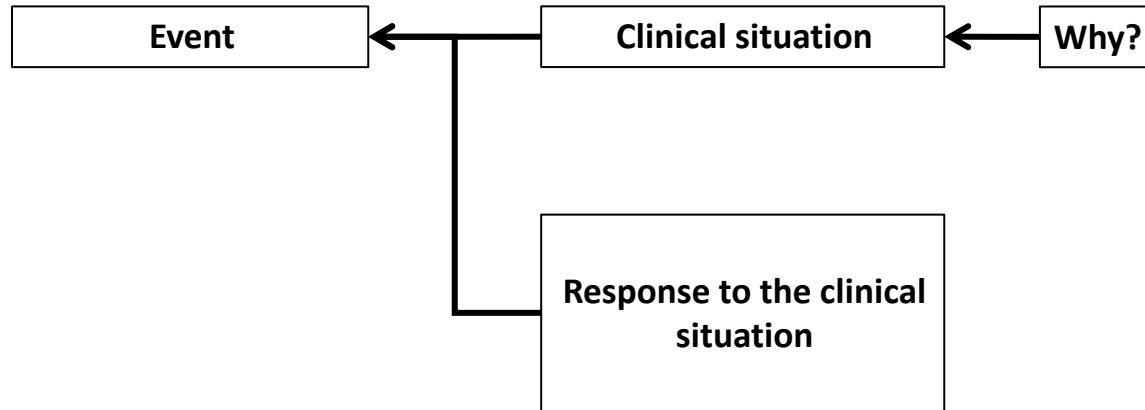 Event
Clinical situation
Why?
Response to the clinical
situation